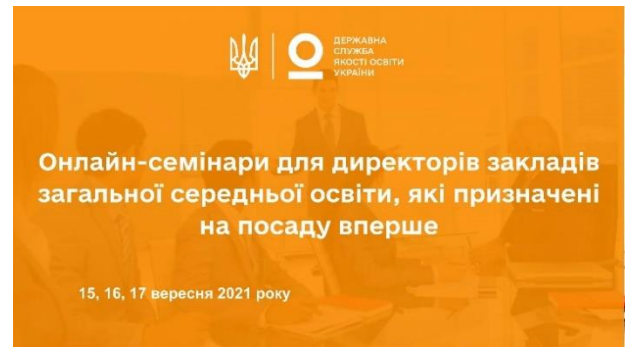 ДЕРЖАВНА
СЛУЖБА
ЯКОСТІ ОСВІТИ
УКРАЇНИ
Онлайн-семінари для директорів закладів
загальної середньої освіти, які призначені
на посаду вперше
15, 16, 17 вересня 2021 року